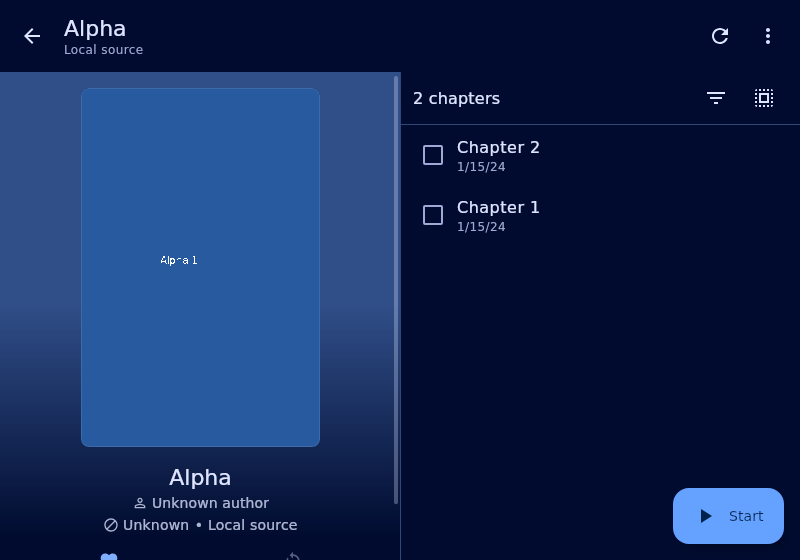 Alpha
Local source
2 chapters
Chapter 2
1/15/24
Chapter 1
1/15/24
Alpha 1
Alpha
Unknown author
Unknown • Local source
Start